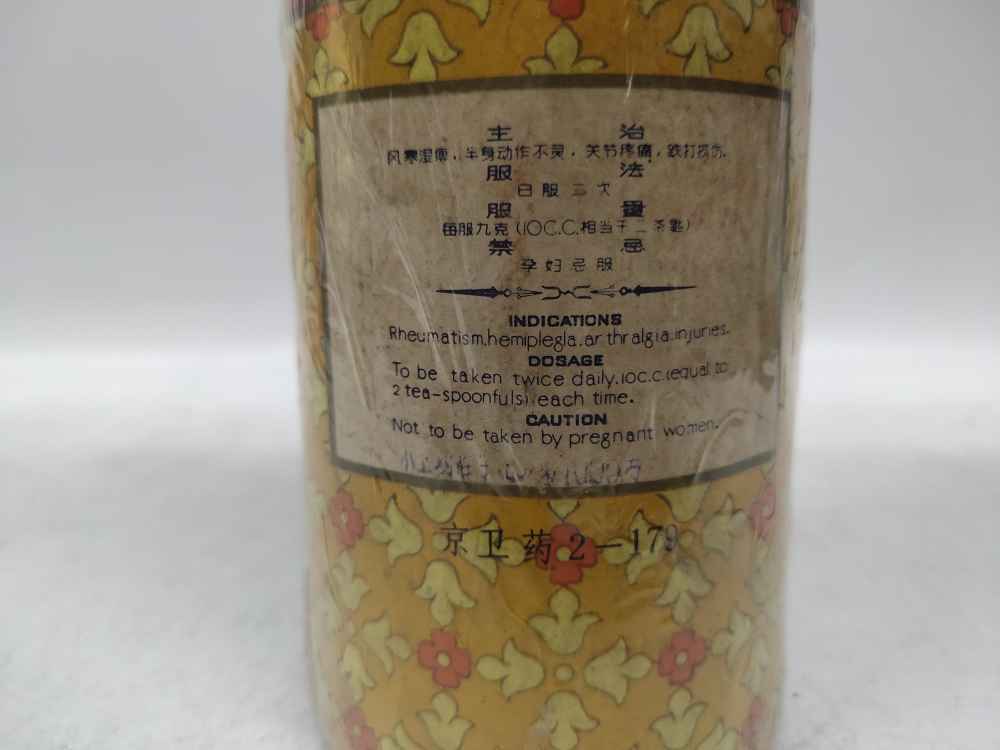 主 治
风寒湿痹，半身动作不灵，关节疼痛，跌打损伤.
服 法
日服二次
服 量
每服九克(10C.C.相当于二茶匙)
禁 忌
孕妇忌服
INDICATIONS
Rheumatism,hemiplegla,arthralgia,injuries.
DOSAGE
To be taken twice daily,10c.c.(equal to
2 tea-spoonfuls) each time.
CAUTION
Not to be taken by pregnant women.
京卫药2-179